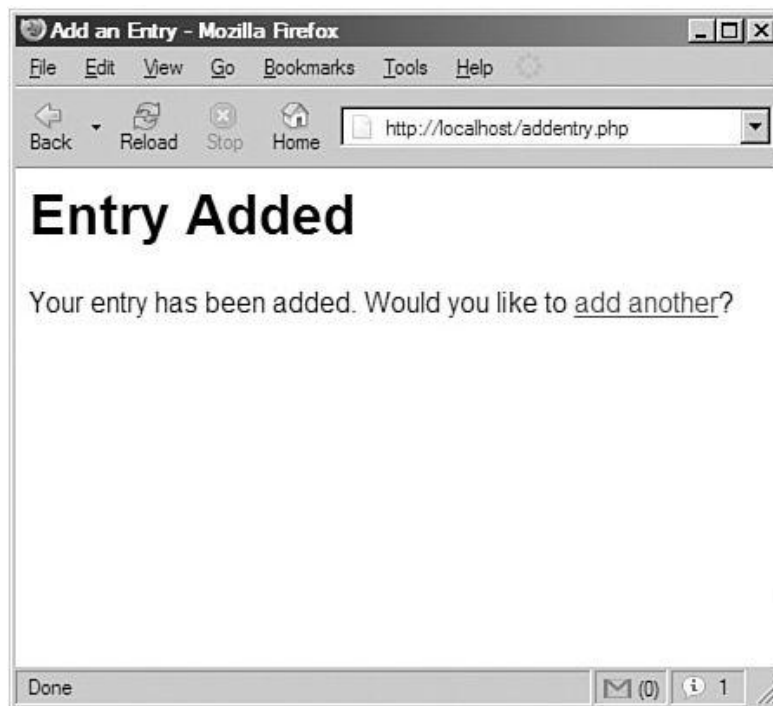 Add an Entry - Mozilla Firefox
File Edit View Go Bookmarks Tools Help
Back Reload Stop Home http://localhost/addentry.php
Entry Added
Your entry has been added. Would you like to add another?
Done (0) 1